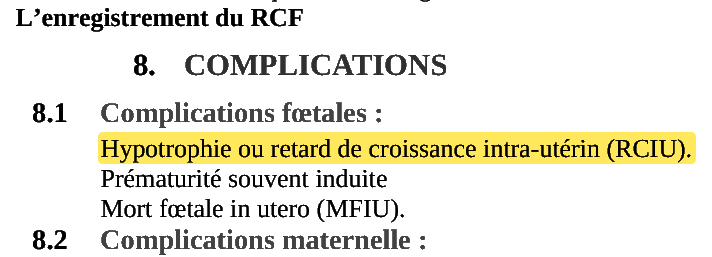 L’enregistrement du RCF
8. COMPLICATIONS
8.1 Complications fœtales :
Hypotrophie ou retard de croissance intra-utérin (RCIU).
Prématurité souvent induite
Mort fœtale in utero (MFIU).
8.2 Complications maternelle :